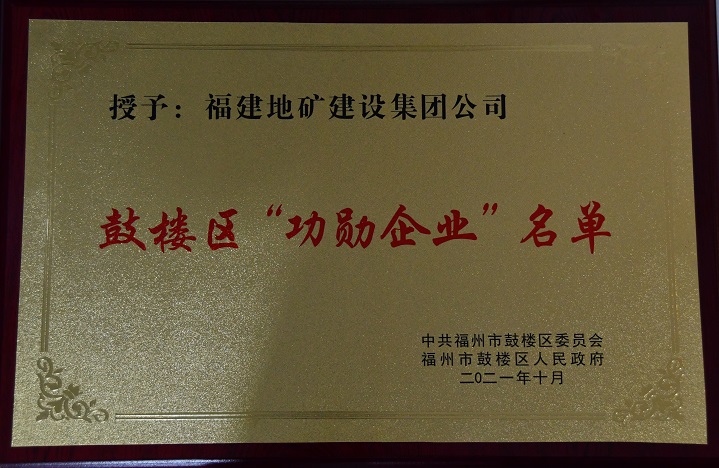 授予：福建地矿建设集团公司
鼓楼区“功勋企业”名单
中共福州市鼓楼区委员会
福州市鼓楼区人民政府
二0二一年十月